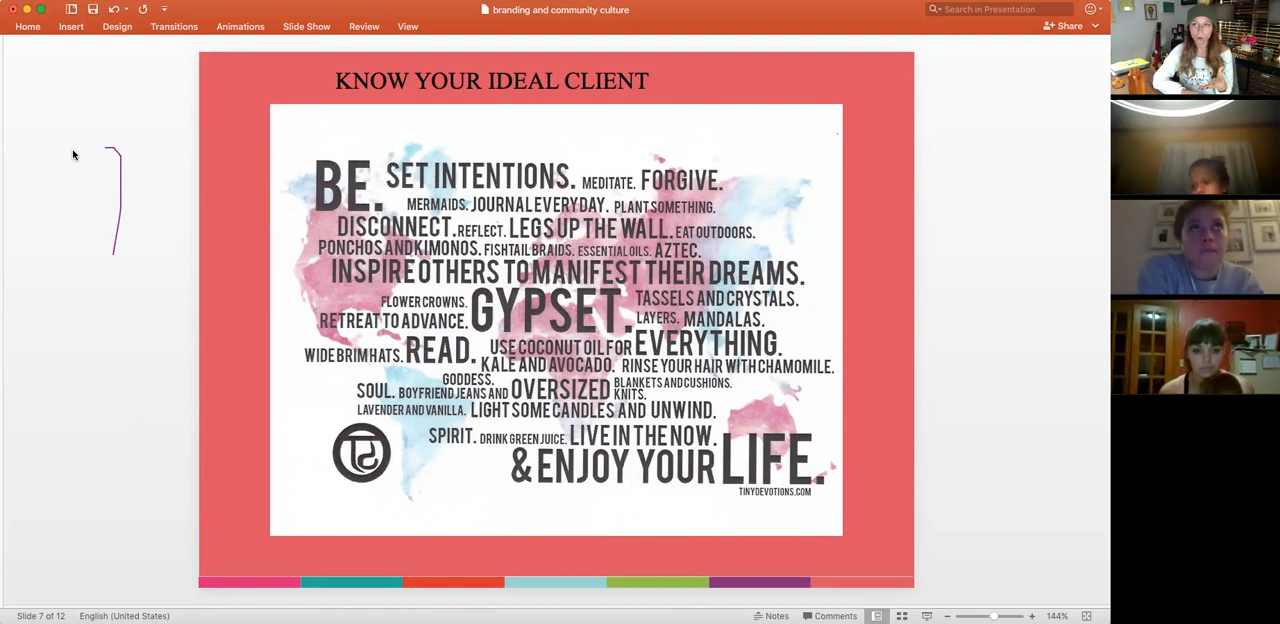 branding and community culture
Search in Presentation
Home Insert Design Transitions Animations Slide Show Review View
Share
KNOW YOUR IDEAL CLIENT
BE. SET INTENTIONS. MEDITATE. FORGIVE.
MERMAIDS. JOURNAL EVERYDAY. PLANT SOMETHING.
DISCONNECT. REFLECT. LEGS UP THE WALL. EAT OUTDOORS.
PONCHOS AND KIMONOS. FISHTAIL BRAIDS. ESSENTIAL OILS. AZTEC.
INSPIRE OTHERS TO MANIFEST THEIR DREAMS.
FLOWER CROWNS. GYPSET. TASSELS AND CRYSTALS.
RETREAT TO ADVANCE. LAYERS. MANDALAS.
WIDE BRIM HATS. READ. USE COCONUT OIL FOR EVERYTHING.
KALE AND AVOCADO. RINSE YOUR HAIR WITH CHAMOMILE.
GODDESS.
SOUL. BOYFRIEND JEANS AND OVERSIZED KNITS. BLANKETS AND CUSHIONS.
LAVENDER AND VANILLA. LIGHT SOME CANDLES AND UNWIND.
SPIRIT. DRINK GREEN JUICE. LIVE IN THE NOW.
& ENJOY YOUR LIFE.
TINYDEVOTIONS.COM
Slide 7 of 12 English (United States) Notes Comments 144%